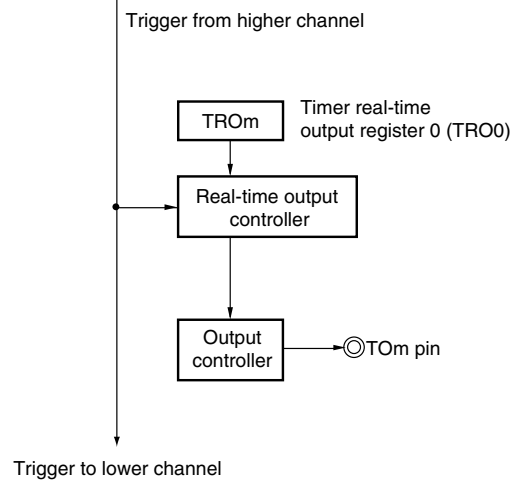 Trigger from higher channel
TROm
Timer real-time
output register 0 (TRO0)
Real-time output
controller
Output
controller
TOm pin
Trigger to lower channel